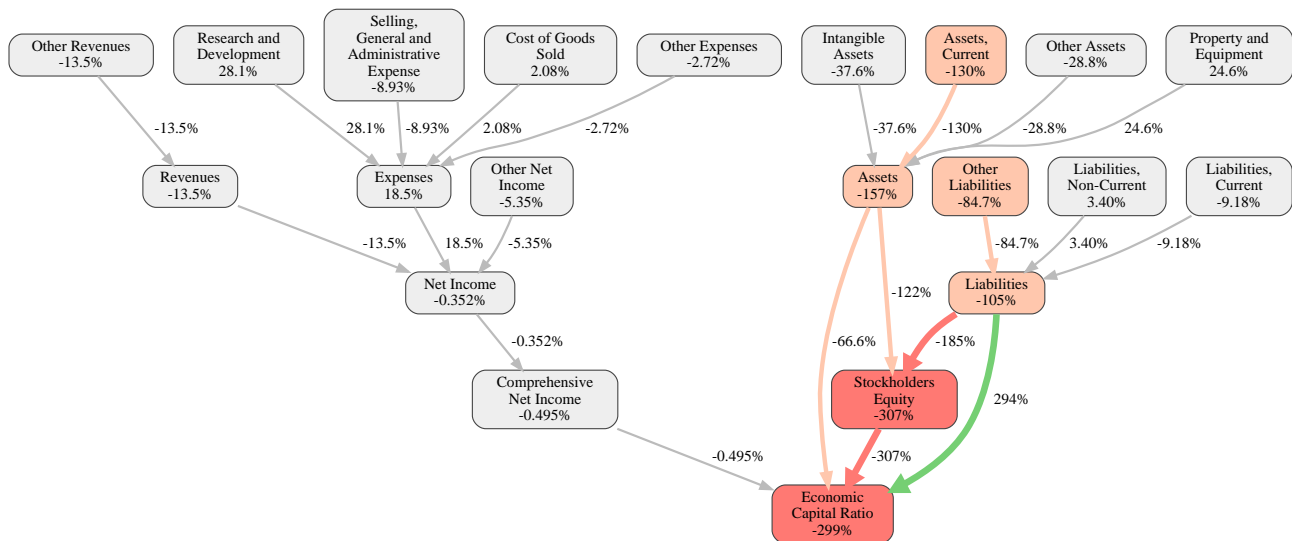 Other Revenues
-13.5%
Research and
Development
28.1%
Selling,
General and
Administrative
Expense
-8.93%
Cost of Goods
Sold
2.08%
Other Expenses
-2.72%
Intangible
Assets
-37.6%
Assets,
Current
-130%
Other Assets
-28.8%
Property and
Equipment
24.6%
-13.5%
28.1%
-8.93%
2.08%
-2.72%
-37.6%
-130%
-28.8%
24.6%
Revenues
-13.5%
Expenses
18.5%
Other Net
Income
-5.35%
Assets
-157%
Other
Liabilities
-84.7%
Liabilities,
Non-Current
3.40%
Liabilities,
Current
-9.18%
-13.5%
18.5%
-5.35%
-84.7%
3.40%
-9.18%
Net Income
-0.352%
Liabilities
-105%
-122%
-0.352%
-66.6%
-185%
Comprehensive
Net Income
-0.495%
Stockholders
Equity
-307%
294%
-0.495%
-307%
Economic
Capital Ratio
-299%